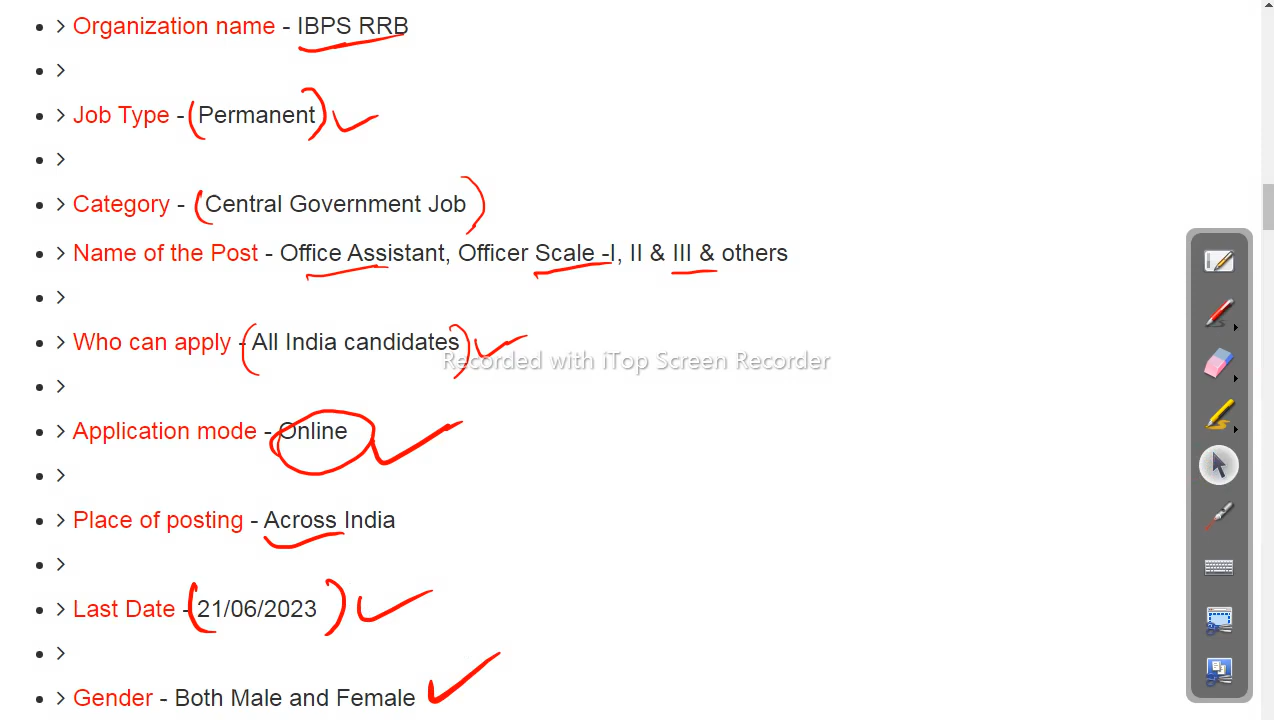 > Organization name - IBPS RRB
>
> Job Type - Permanent
>
> Category - Central Government Job
> Name of the Post - Office Assistant, Officer Scale -I, II & III & others
>
> Who can apply - All India candidates
Recorded with iTop Screen Recorder
>
> Application mode - Online
>
> Place of posting - Across India
>
> Last Date - 21/06/2023
>
> Gender - Both Male and Female